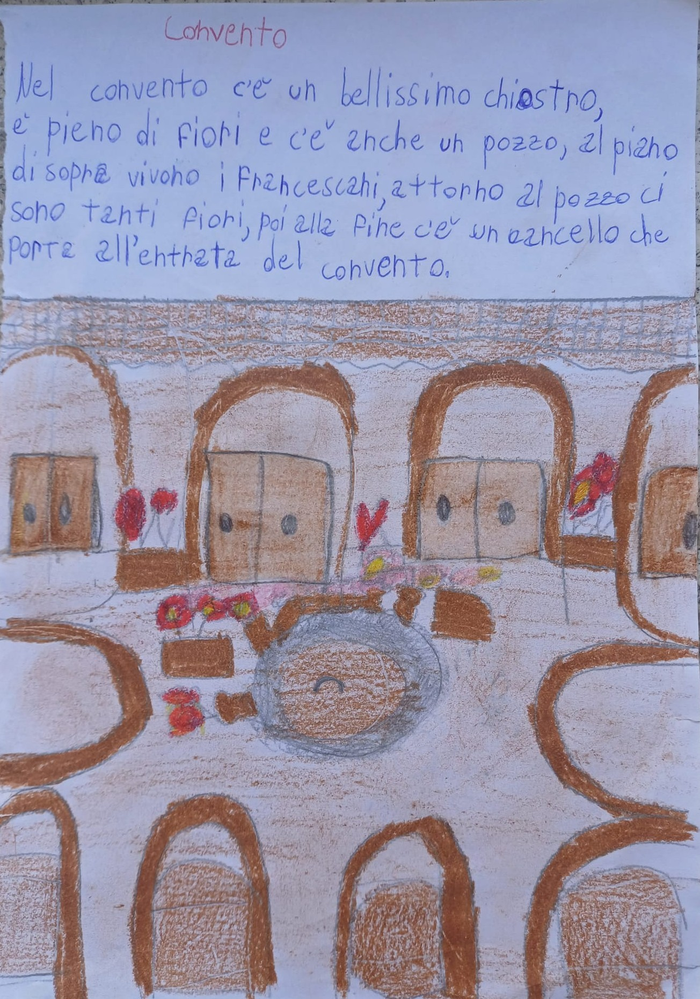 Convento
Nel convento c'è un bellissimo chiostro,
è pieno di fiori e c'è anche un pozzo, al piano
di sopra vivono i Francescani, attorno al pozzo ci
sono tanti fiori, poi alla fine c'è un cancello che
porta all'entrata del convento.